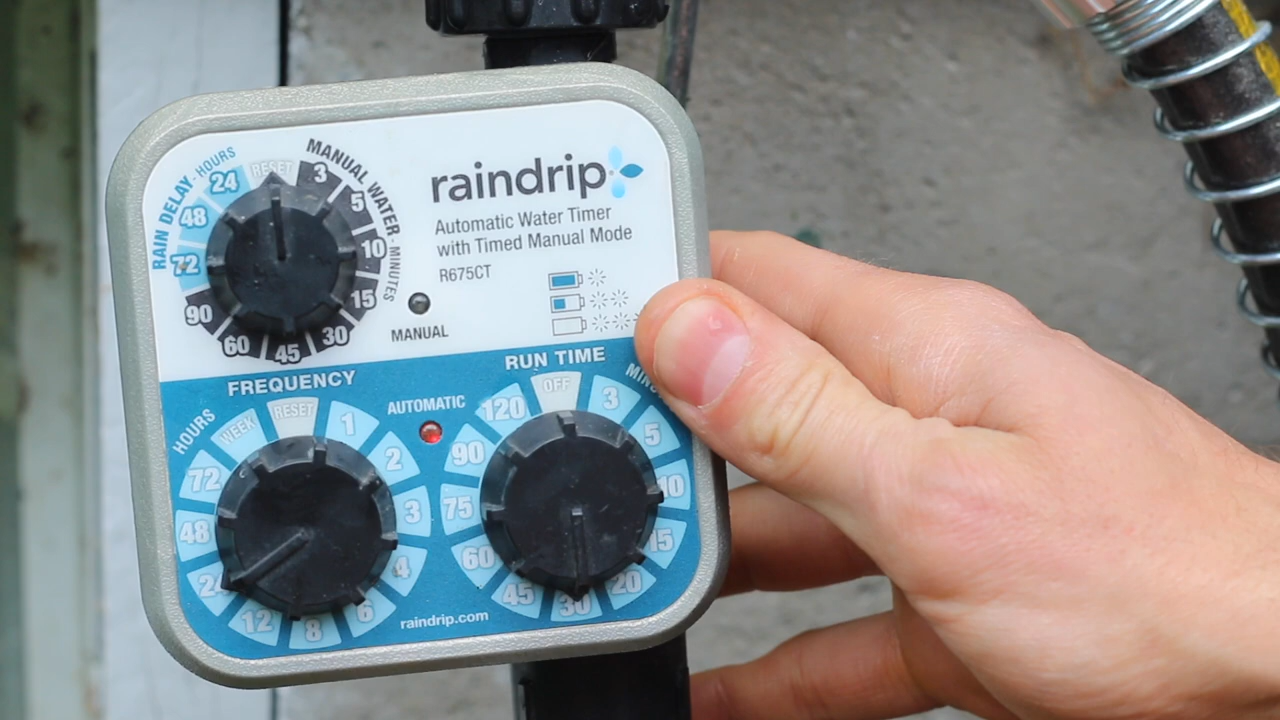 RAIN DELAY - HOURS
72
48
24
RESET
MANUAL WATER - MINUTES
3
5
10
15
30
45
60
90
raindrip
Automatic Water Timer
with Timed Manual Mode
R675CT
MANUAL
FREQUENCY
HOURS
WEEK
RESET
1
2
3
4
6
8
12
48
72
AUTOMATIC
RUN TIME
OFF
3
5
10
15
20
30
45
60
75
90
120
raindrip.com